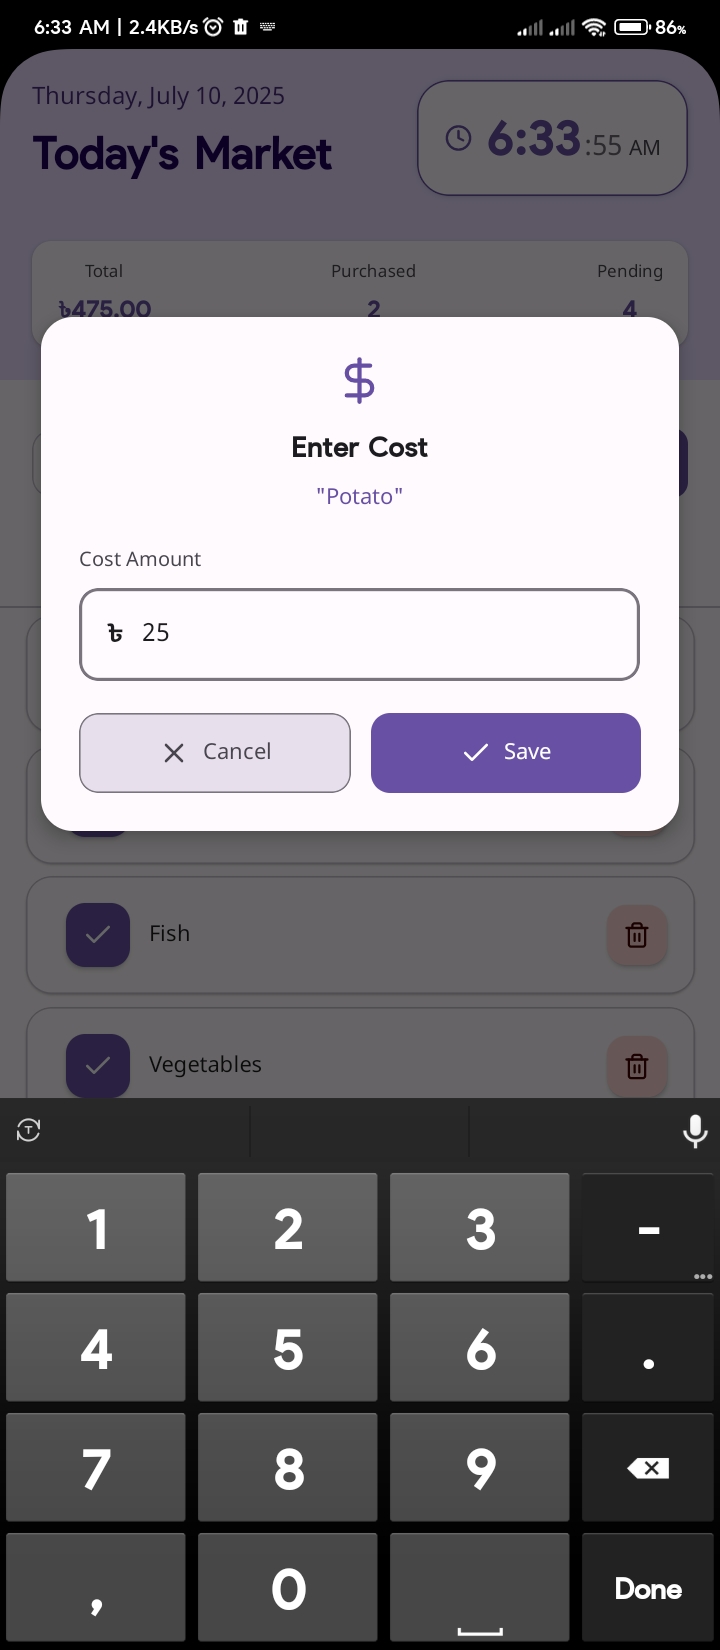 6:33 AM | 2.4KB/s 86%
Thursday, July 10, 2025
Today's Market
6:33:55 AM
Total Purchased Pending
৳475.00 2 4
$
Enter Cost
"Potato"
Cost Amount
৳ 25
Cancel Save
Fish
Vegetables
T
1 2 3 -
4 5 6 .
7 8 9
, 0 Done